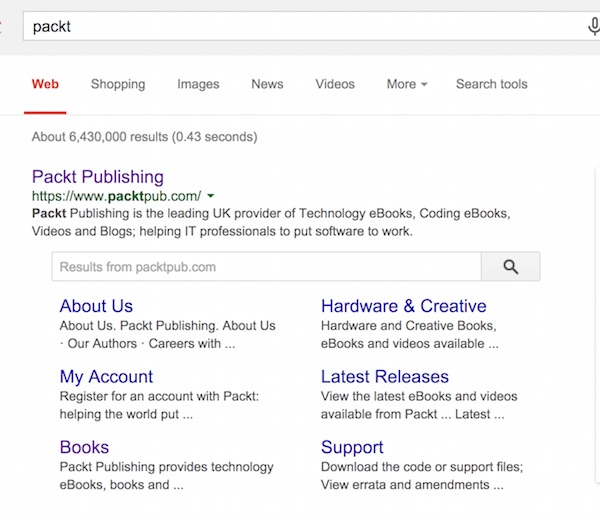 packt
Web Shopping Images News Videos More Search tools
About 6,430,000 results (0.43 seconds)
Packt Publishing
https://www.packtpub.com/
Packt Publishing is the leading UK provider of Technology eBooks, Coding eBooks,
Videos and Blogs; helping IT professionals to put software to work.
Results from packtpub.com
About Us
About Us. Packt Publishing. About Us
· Our Authors · Careers with ...
Hardware & Creative
Hardware and Creative Books,
eBooks and videos available ...
My Account
Register for an account with Packt:
helping the world put ...
Latest Releases
View the latest eBooks and videos
available from Packt ... Latest ...
Books
Packt Publishing provides technology
eBooks, books and ...
Support
Download the code or support files;
View errata and amendments ...